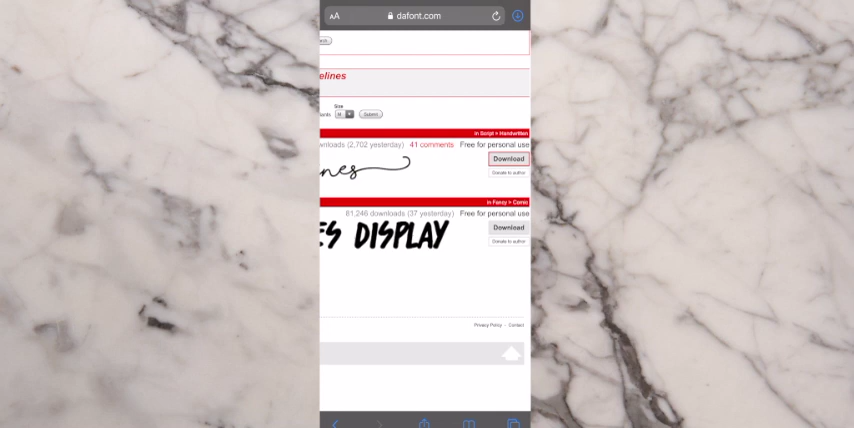 AA dafont.com
elines
Size
M Submit
in Script > Handwritten
wnloads (2,702 yesterday) 41 comments Free for personal use
nes
Download
Donate to author
in Fancy > Comic
81,246 downloads (37 yesterday) Free for personal use
ES DISPLAY
Download
Donate to author
Privacy Policy - Contact